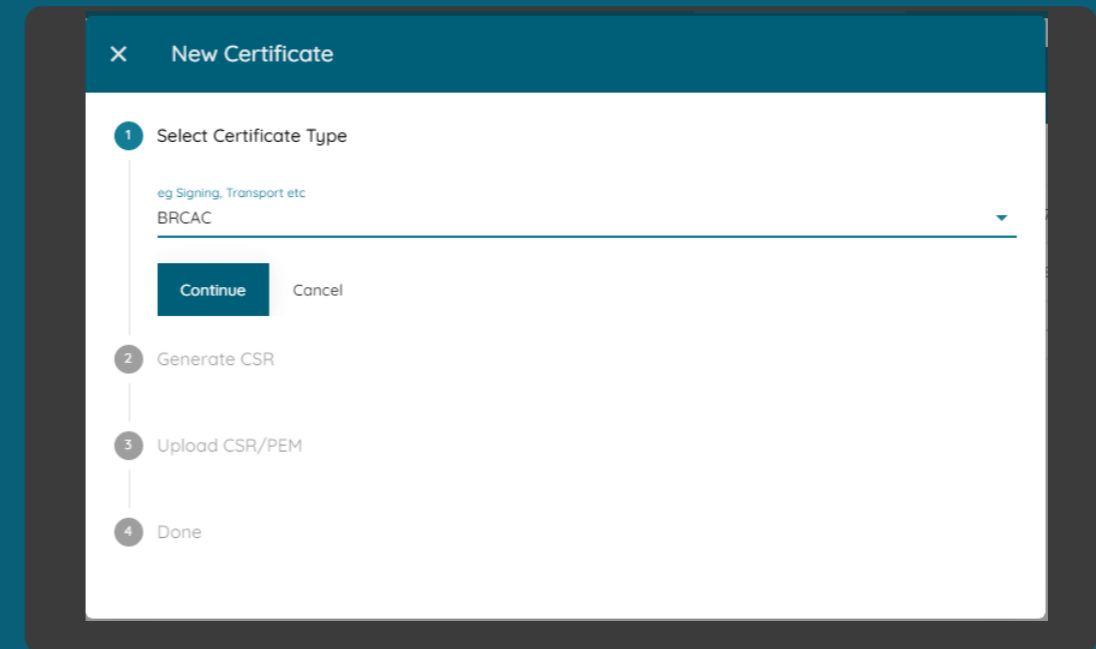 New Certificate
1 Select Certificate Type
eg Signing, Transport etc
BRCAC
Continue Cancel
2 Generate CSR
3 Upload CSR/PEM
4 Done